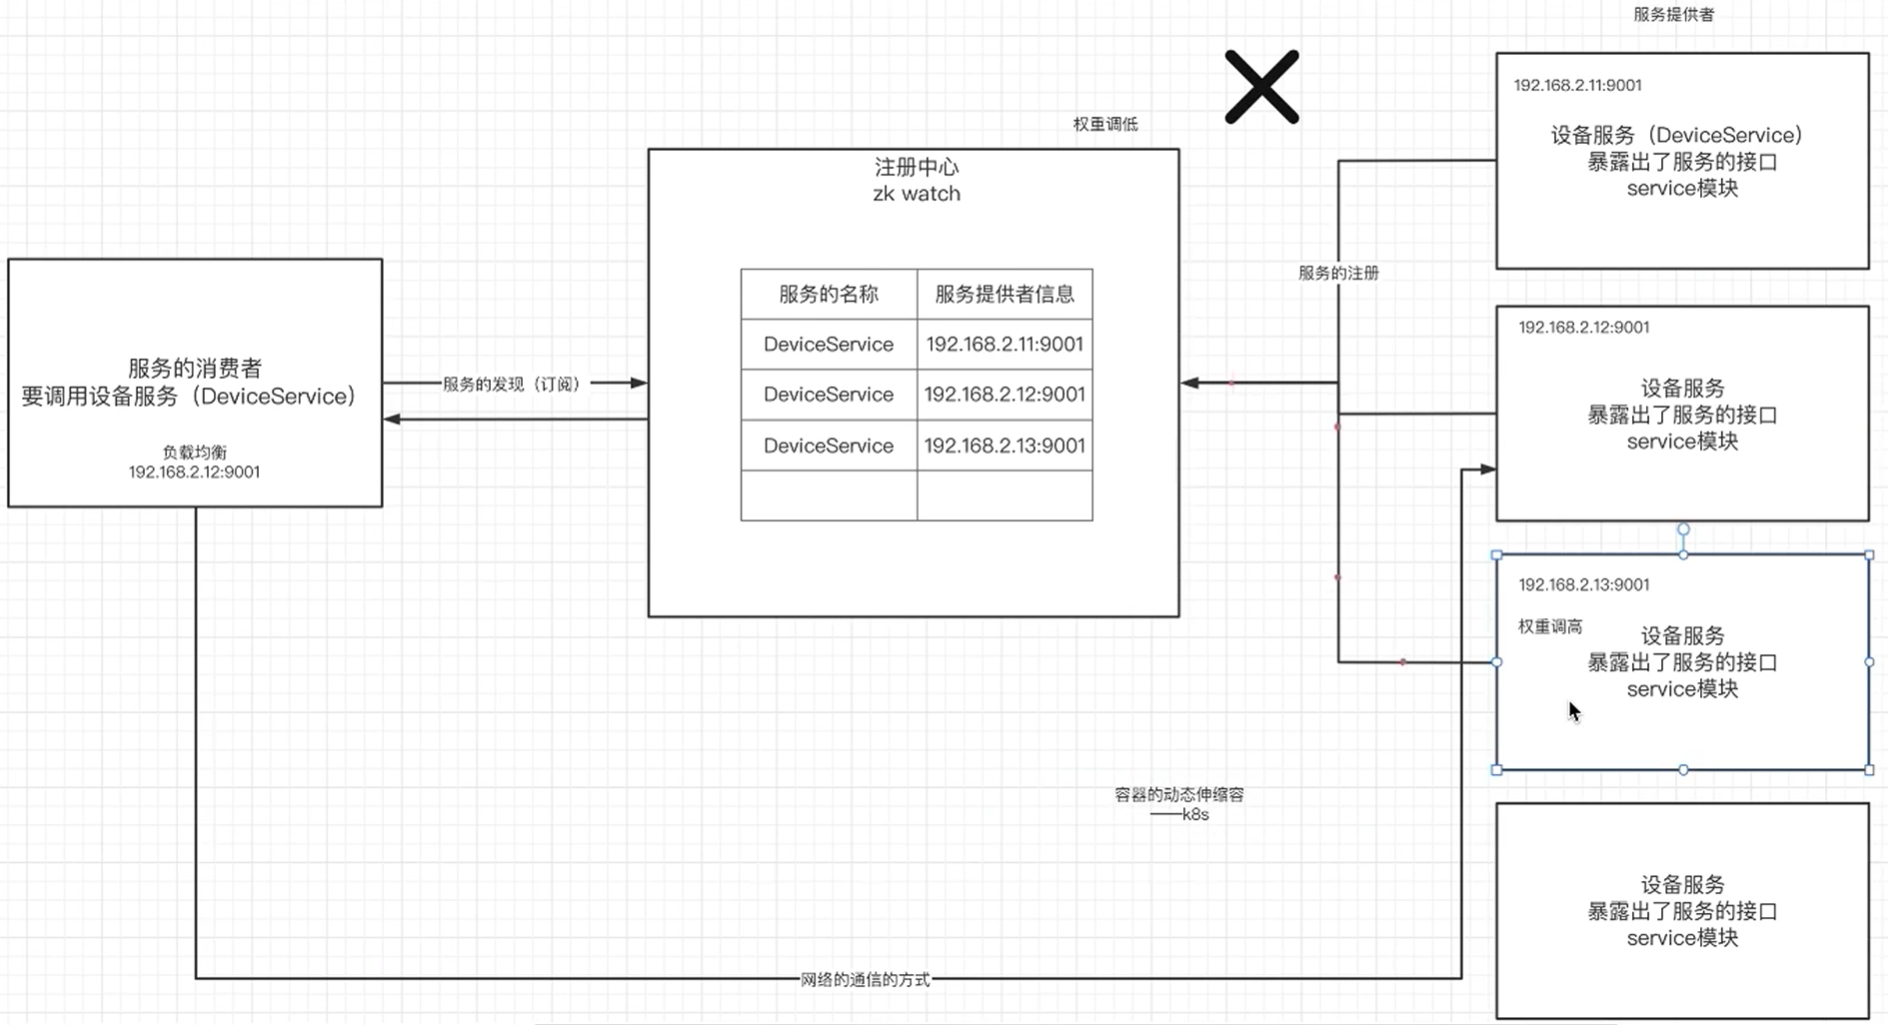 服务提供者
192.168.2.11:9001
设备服务（DeviceService）
暴露出了服务的接口
service模块
权重调低
注册中心
zk watch
服务的名称 服务提供者信息
DeviceService 192.168.2.11:9001
DeviceService 192.168.2.12:9001
DeviceService 192.168.2.13:9001
服务的注册
192.168.2.12:9001
设备服务
暴露出了服务的接口
service模块
服务的消费者
要调用设备服务（DeviceService）
负载均衡
192.168.2.12:9001
服务的发现（订阅）
192.168.2.13:9001
权重调高
设备服务
暴露出了服务的接口
service模块
容器的动态伸缩容
——k8s
设备服务
暴露出了服务的接口
service模块
网络的通信的方式